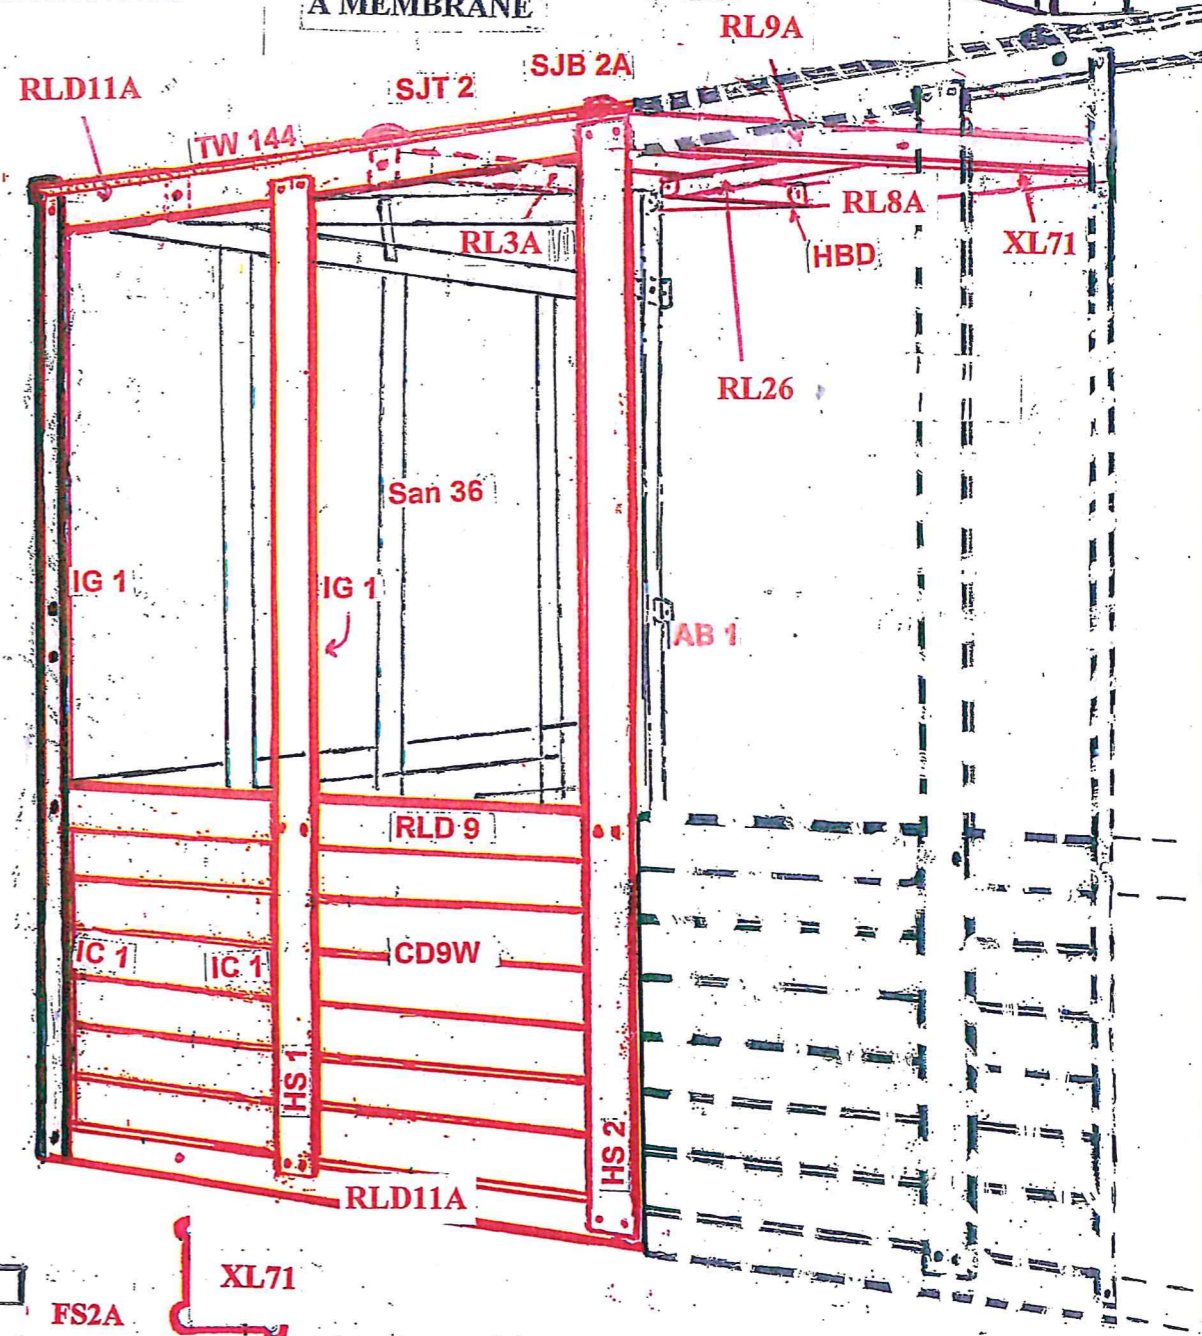 A MEMBRANE
RL9A
SJB 2A
SJT 2
RLD11A
TW 144
RL3A
RL8A
HBD
XL71
RL26
San 36
IG 1
IG 1
AB 1
RLD 9
IC 1
IC 1
CD9W
HS 1
HS 2
RLD11A
XL71
FS2A